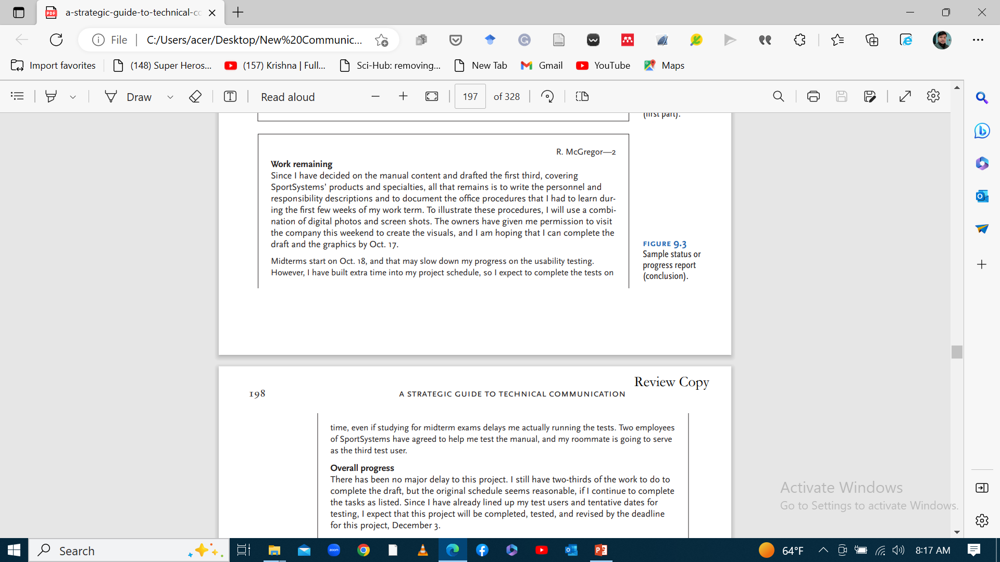 a-strategic-guide-to-technical-cc
File
C:/Users/acer/Desktop/New%20Communic...
Import favorites
(148) Super Heros...
(157) Krishna | Full...
Sci-Hub: removing...
New Tab
Gmail
YouTube
Maps
Draw
Read aloud
197
of 328
(first part).
R. McGregor—2
Work remaining
Since I have decided on the manual content and drafted the first third, covering
SportSystems’ products and specialties, all that remains is to write the personnel and
responsibility descriptions and to document the office procedures that I had to learn dur-
ing the first few weeks of my work term. To illustrate these procedures, I will use a combi-
nation of digital photos and screen shots. The owners have given me permission to visit
the company this weekend to create the visuals, and I am hoping that I can complete the
draft and the graphics by Oct. 17.
Midterms start on Oct. 18, and that may slow down my progress on the usability testing.
However, I have built extra time into my project schedule, so I expect to complete the tests on
FIGURE 9.3
Sample status or
progress report
(conclusion).
Review Copy
198
A STRATEGIC GUIDE TO TECHNICAL COMMUNICATION
time, even if studying for midterm exams delays me actually running the tests. Two employees
of SportSystems have agreed to help me test the manual, and my roommate is going to serve
as the third test user.
Overall progress
There has been no major delay to this project. I still have two-thirds of the work to do to
complete the draft, but the original schedule seems reasonable, if I continue to complete
the tasks as listed. Since I have already lined up my test users and tentative dates for
testing, I expect that this project will be completed, tested, and revised by the deadline
for this project, December 3.
Activate Windows
Go to Settings to activate Windows.
Search
zoom
64°F
8:17 AM